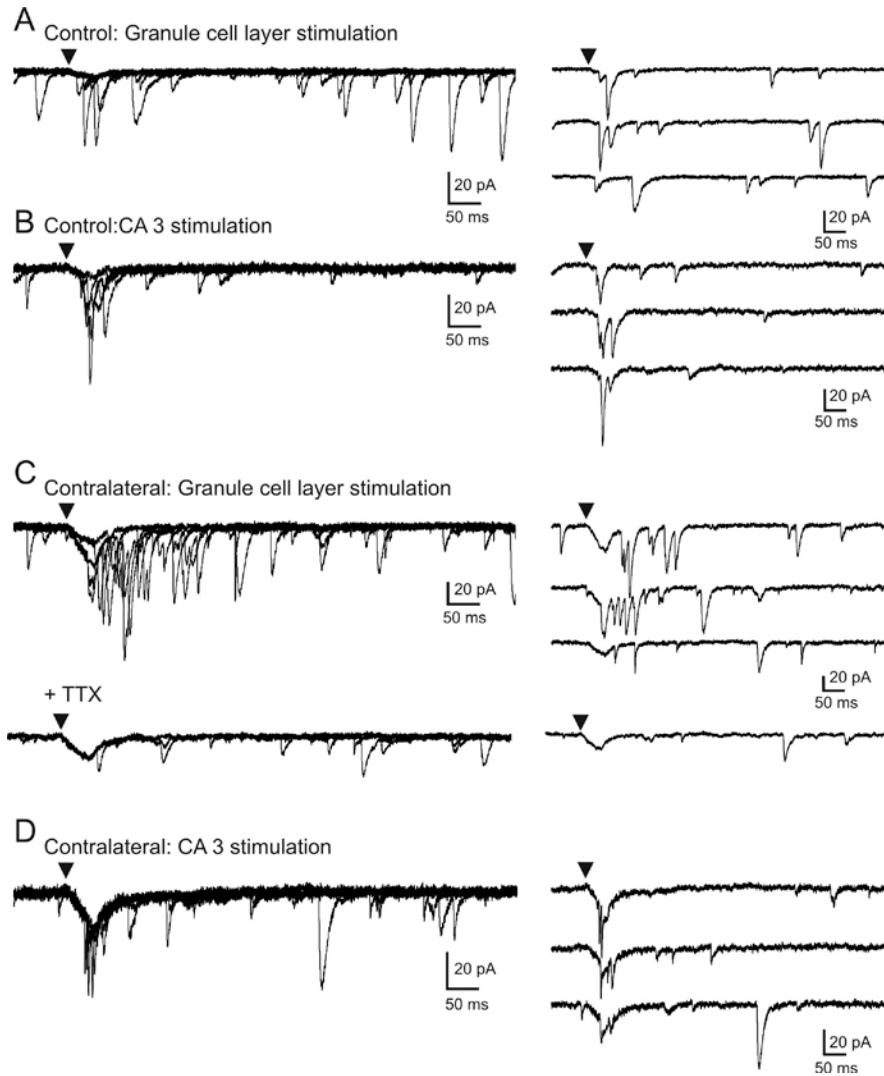 A
Control: Granule cell layer stimulation
20 pA
50 ms
20 pA
50 ms
B
Control:CA 3 stimulation
20 pA
50 ms
20 pA
50 ms
C
Contralateral: Granule cell layer stimulation
20 pA
50 ms
20 pA
50 ms
+ TTX
D
Contralateral: CA 3 stimulation
20 pA
50 ms
20 pA
50 ms